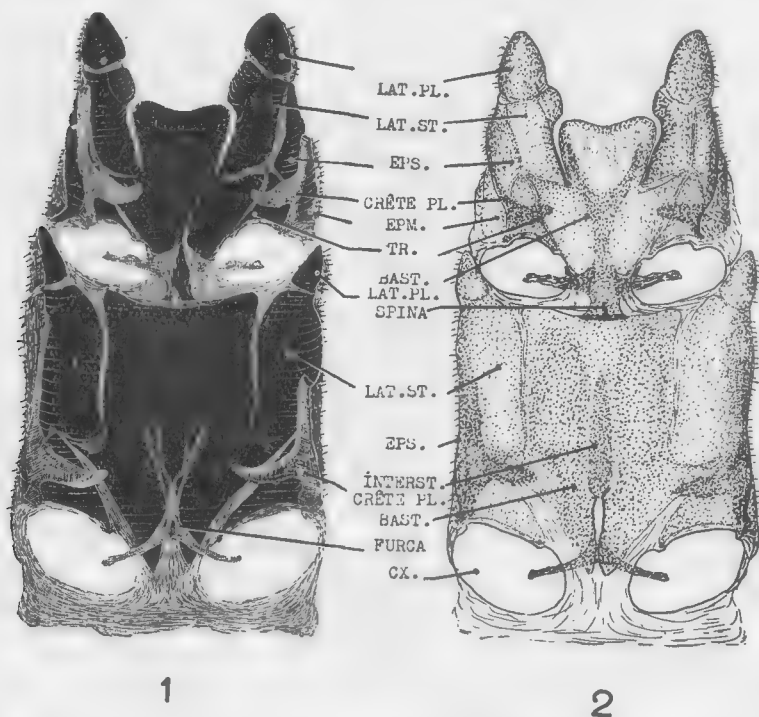 LAT.PL.
LAT.ST.
EPS.
CRÊTE PL.
EPM.
TR.
BAST.
LAT.PL.
SPINA
LAT.ST.
EPS.
INTERST.
CRÊTE PL.
BAST.
FURCA
CX.
1
2